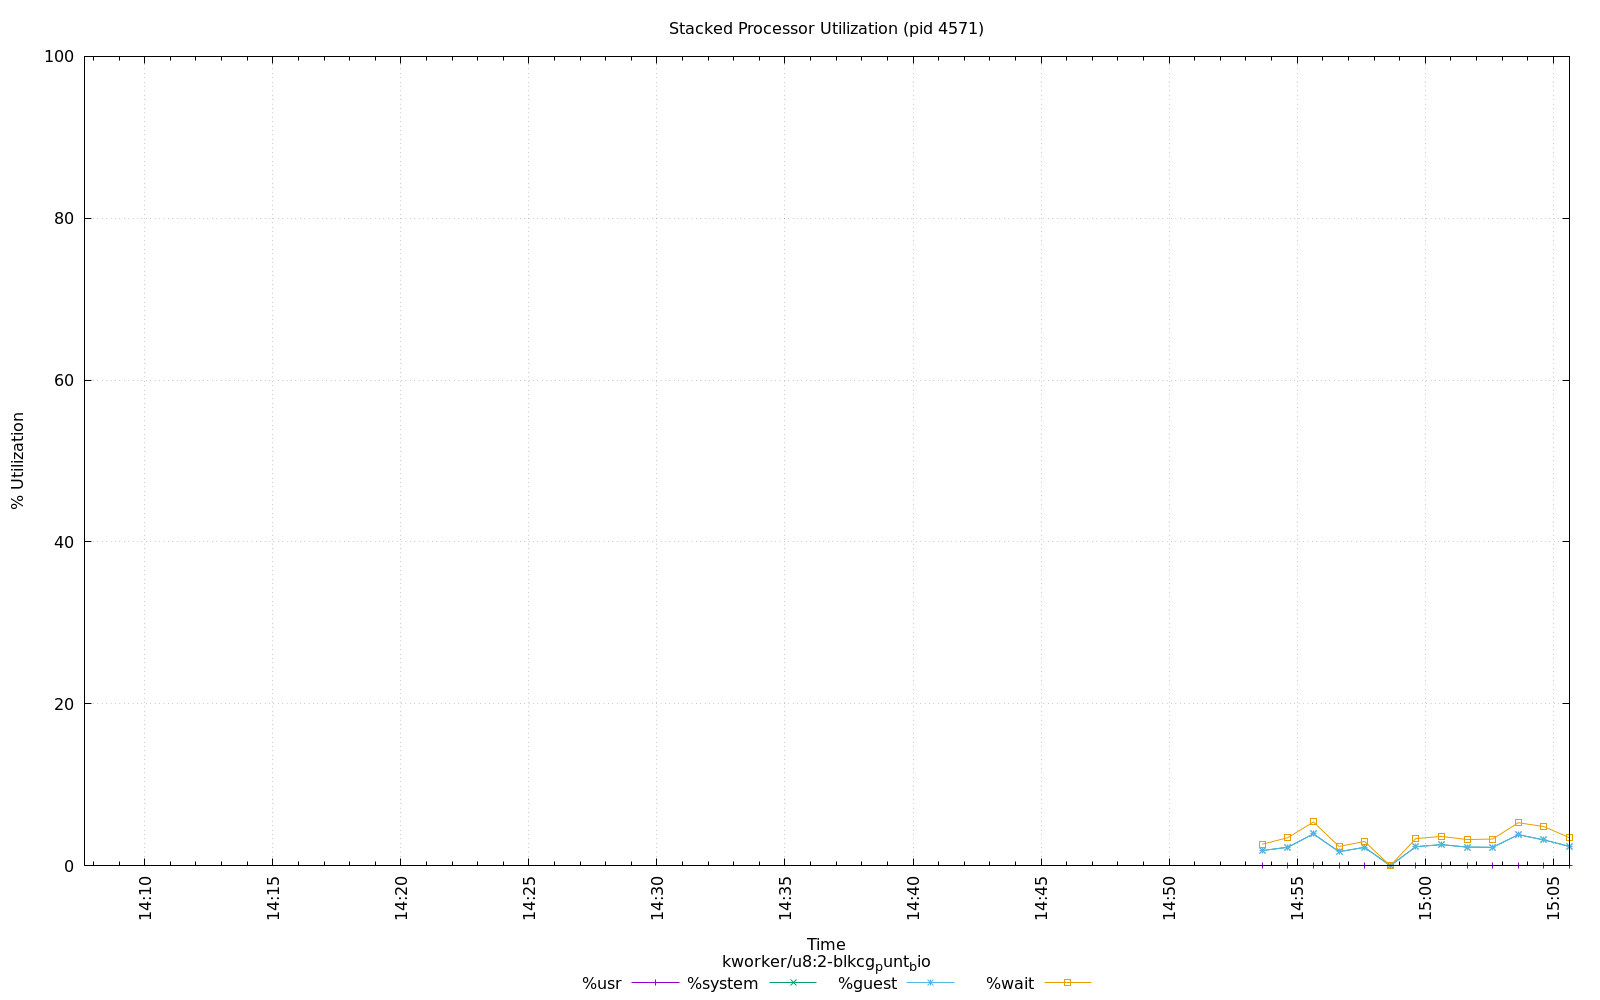 Stacked Processor Utilization (pid 4571)
100
80
60
40
20
0
% Utilization
14:10 14:15 14:20 14:25 14:30 14:35 14:40 14:45 14:50 14:55 15:00 15:05
Time
kworker/u8:2-blkcgpuntbio
%usr %system %guest %wait